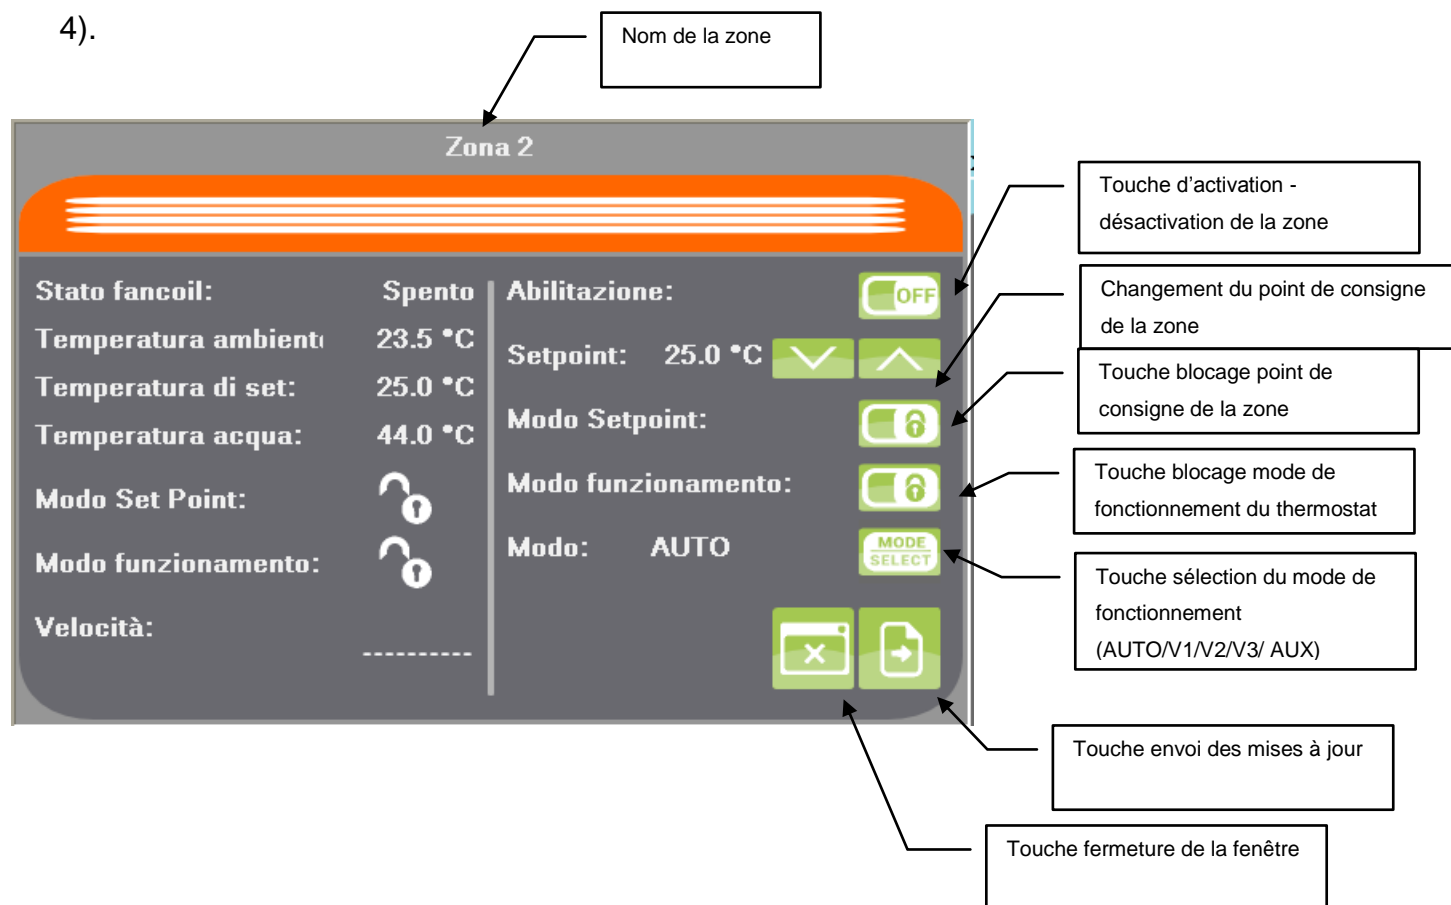 4).
Nom de la zone
Zona 2
Touche d’activation -
désactivation de la zone
Changement du point de consigne
de la zone
Touche blocage point de
consigne de la zone
Touche blocage mode de
fonctionnement du thermostat
Touche sélection du mode de
fonctionnement
(AUTO/V1/V2/V3/ AUX)
Touche envoi des mises à jour
Touche fermeture de la fenêtre
Stato fancoil: Spento
Temperatura ambient
23.5 °C
Temperatura di set: 25.0 °C
Temperatura acqua: 44.0 °C
Modo Set Point:
Modo funzionamento:
Velocità:
----------
Abilitazione: OFF
Setpoint: 25.0 °C
Modo Setpoint:
Modo funzionamento:
Modo: AUTO
MODE
SELECT